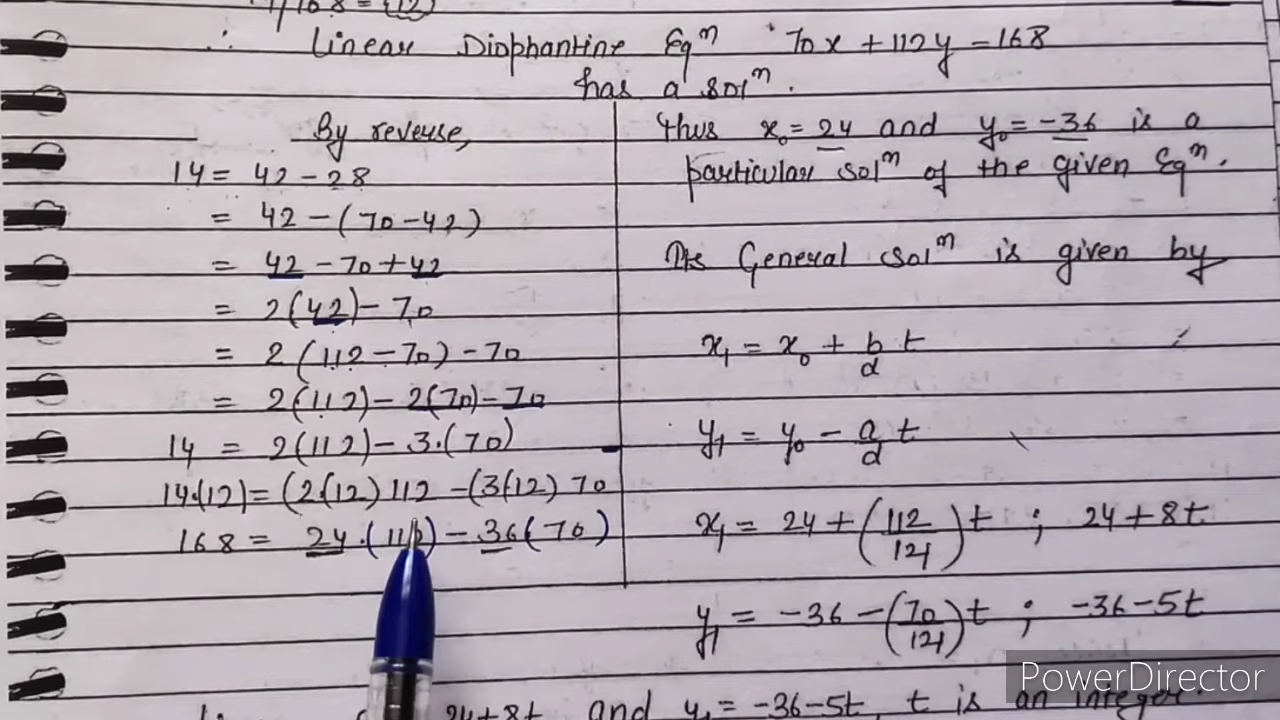 ∴ Linear Diophantine Eqⁿ 70x + 112y = 168
has a solⁿ.
By reverse,
14 = 42 - 28
= 42 - (70 - 42)
= 42 - 70 + 42
= 2(42) - 70
= 2(112 - 70) - 70
= 2(112) - 2(70) - 70
14 = 2(112) - 3·(70)
14·(12) = (2(12) 112 - (3(12) 70
168 = 24·(112) - 36(70)
Thus x₀ = 24 and y₀ = -36 is a
particular solⁿ of the given Eqⁿ.
Its General solⁿ is given by
x₁ = x₀ + b/d t
y₁ = y₀ - a/d t
x₁ = 24 + (112/14)t ; 24 + 8t
y₁ = -36 - (70/14)t ; -36 - 5t
24+8t and y₁ = -36-5t, t is an integer.
PowerDirector